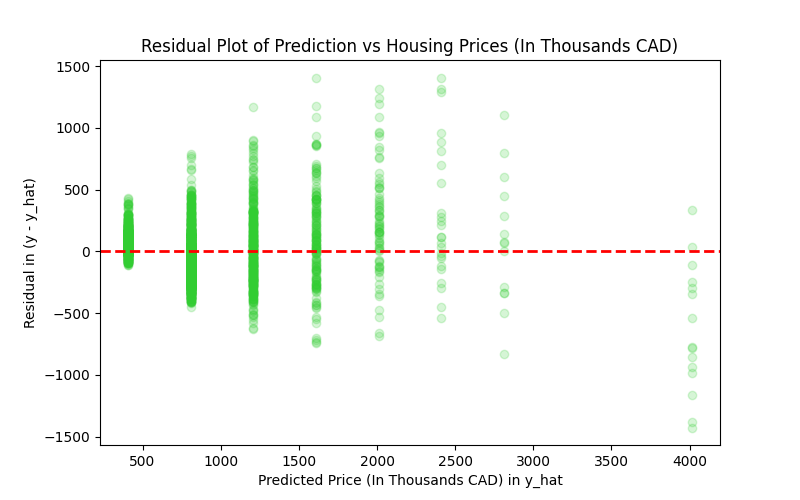 Residual Plot of Prediction vs Housing Prices (In Thousands CAD)
Residual in (y - y_hat)
1500
1000
500
0
−500
−1000
−1500
500 1000 1500 2000 2500 3000 3500 4000
Predicted Price (In Thousands CAD) in y_hat